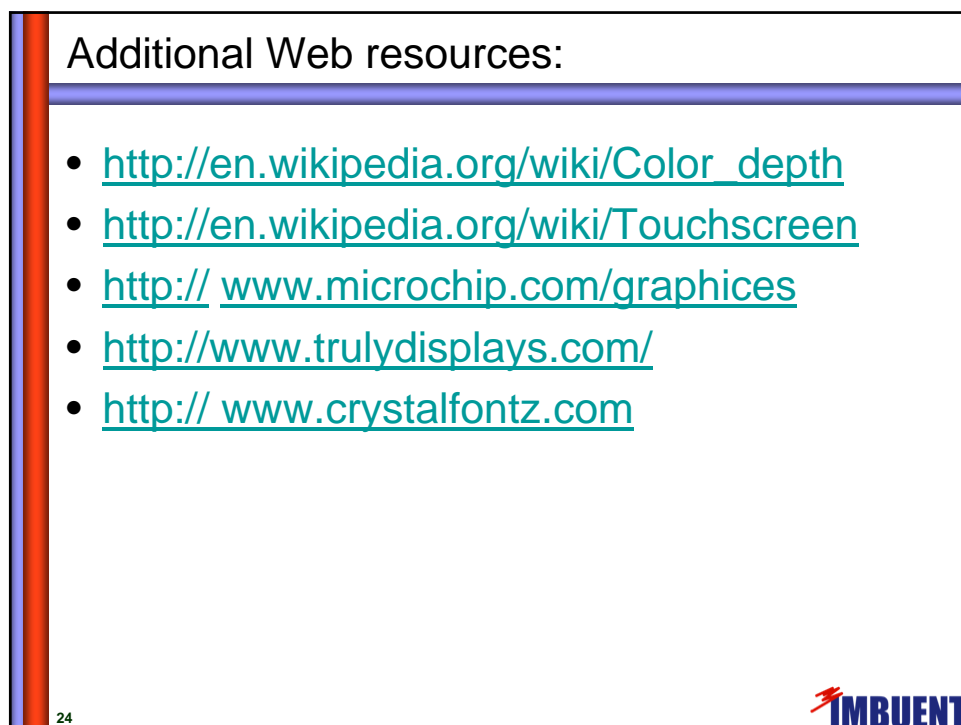 Additional Web resources:
• http://en.wikipedia.org/wiki/Color_depth
• http://en.wikipedia.org/wiki/Touchscreen
• http:// www.microchip.com/graphices
• http://www.trulydisplays.com/
• http:// www.crystalfontz.com
24
IMBUENT